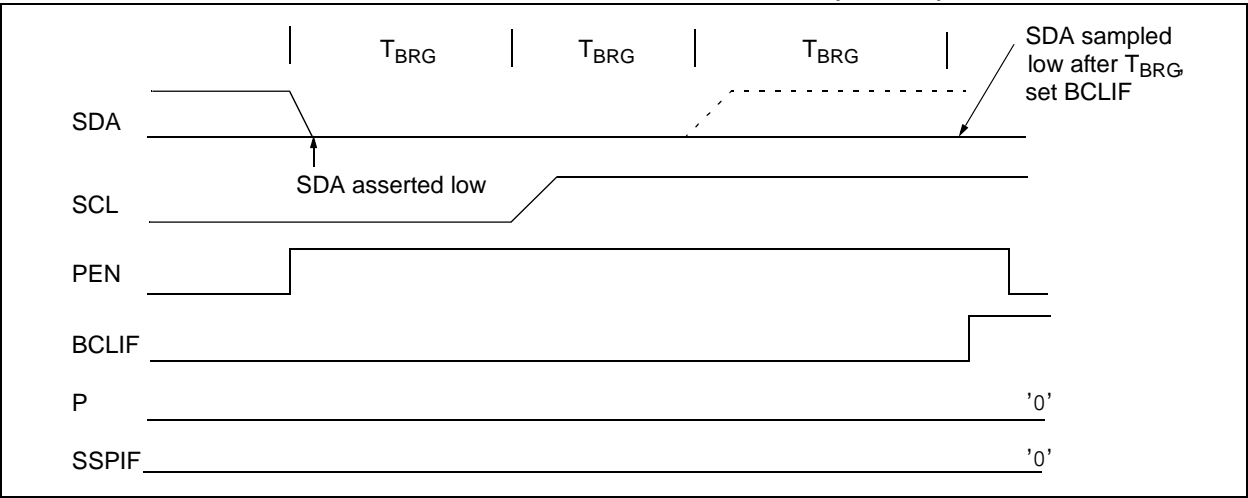 TBRG TBRG TBRG
SDA sampled
low after TBRG,
set BCLIF
SDA
SDA asserted low
SCL
PEN
BCLIF
P '0'
SSPIF '0'